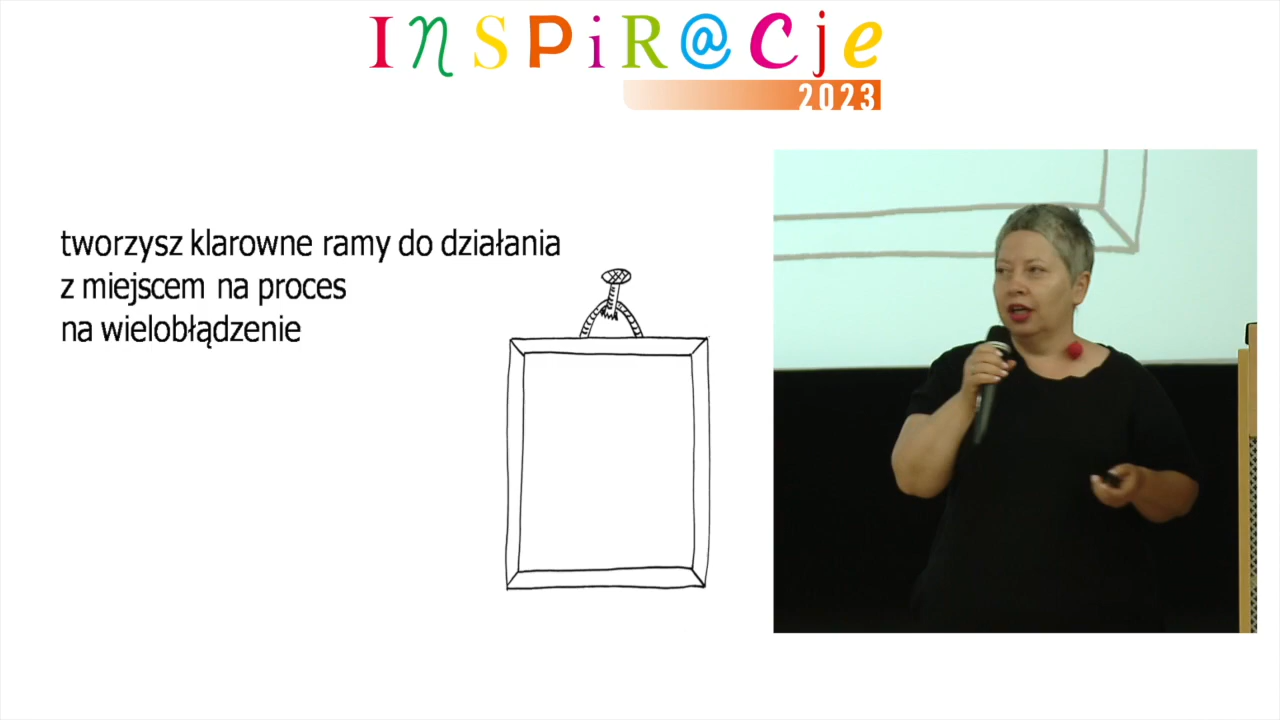 INSPiR@Cje
2023
tworzysz klarowne ramy do działania
z miejscem na proces
na wielobłądzenie